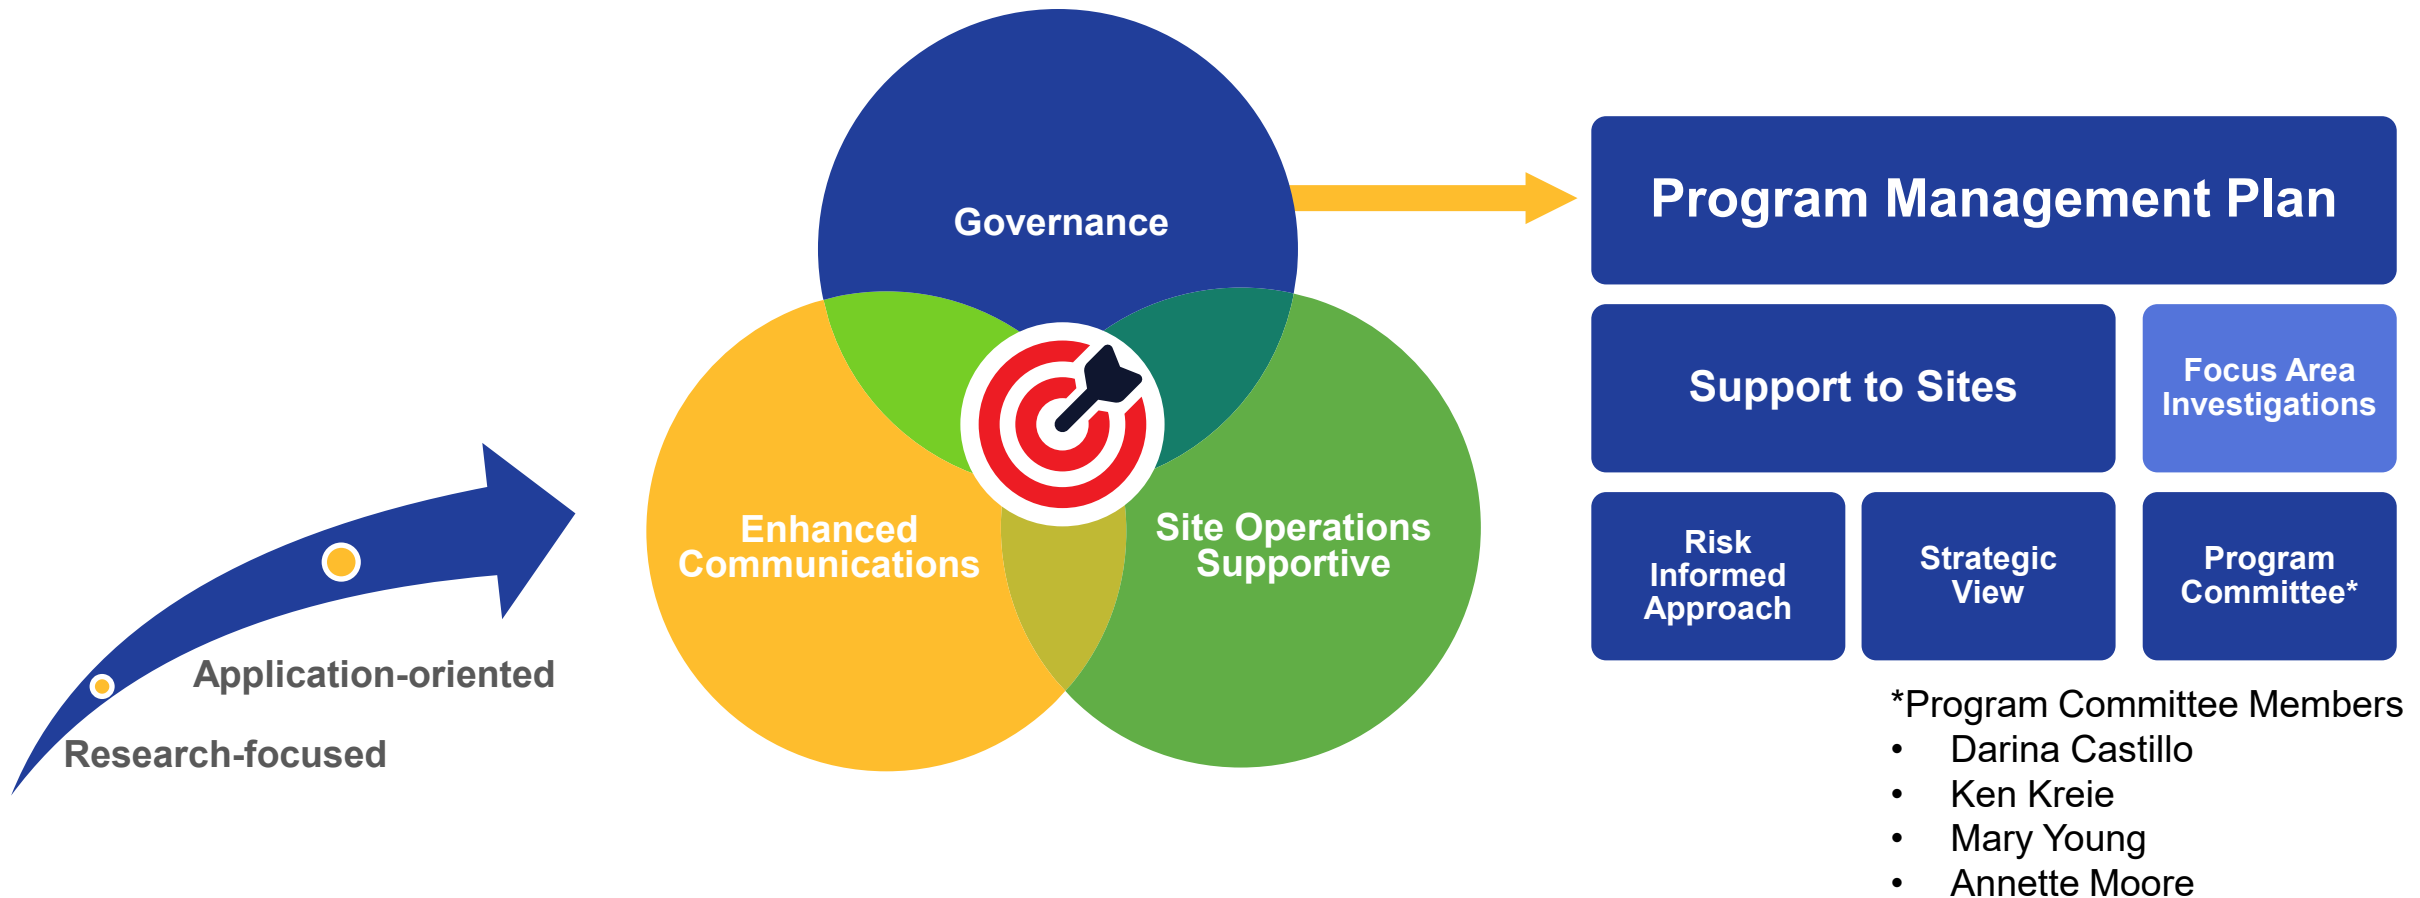 Governance
Enhanced
Communications
Site Operations
Supportive
Application-oriented
Research-focused
Program Management Plan
Support to Sites
Focus Area
Investigations
Risk
Informed
Approach
Strategic
View
Program
Committee*
*Program Committee Members
• Darina Castillo
• Ken Kreie
• Mary Young
• Annette Moore